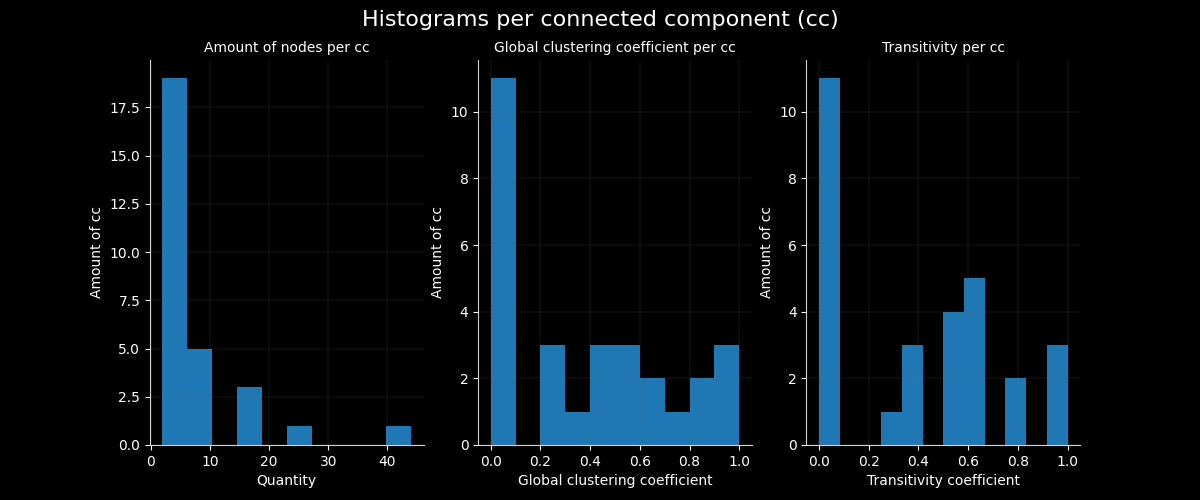 Histograms per connected component (cc)
Amount of nodes per cc
Global clustering coefficient per cc
Transitivity per cc
17.5
15.0
12.5
10.0
7.5
5.0
2.5
0.0
Amount of cc
0 10 20 30 40
Quantity
10
8
6
4
2
0
Amount of cc
0.0 0.2 0.4 0.6 0.8 1.0
Global clustering coefficient
10
8
6
4
2
0
Amount of cc
0.0 0.2 0.4 0.6 0.8 1.0
Transitivity coefficient